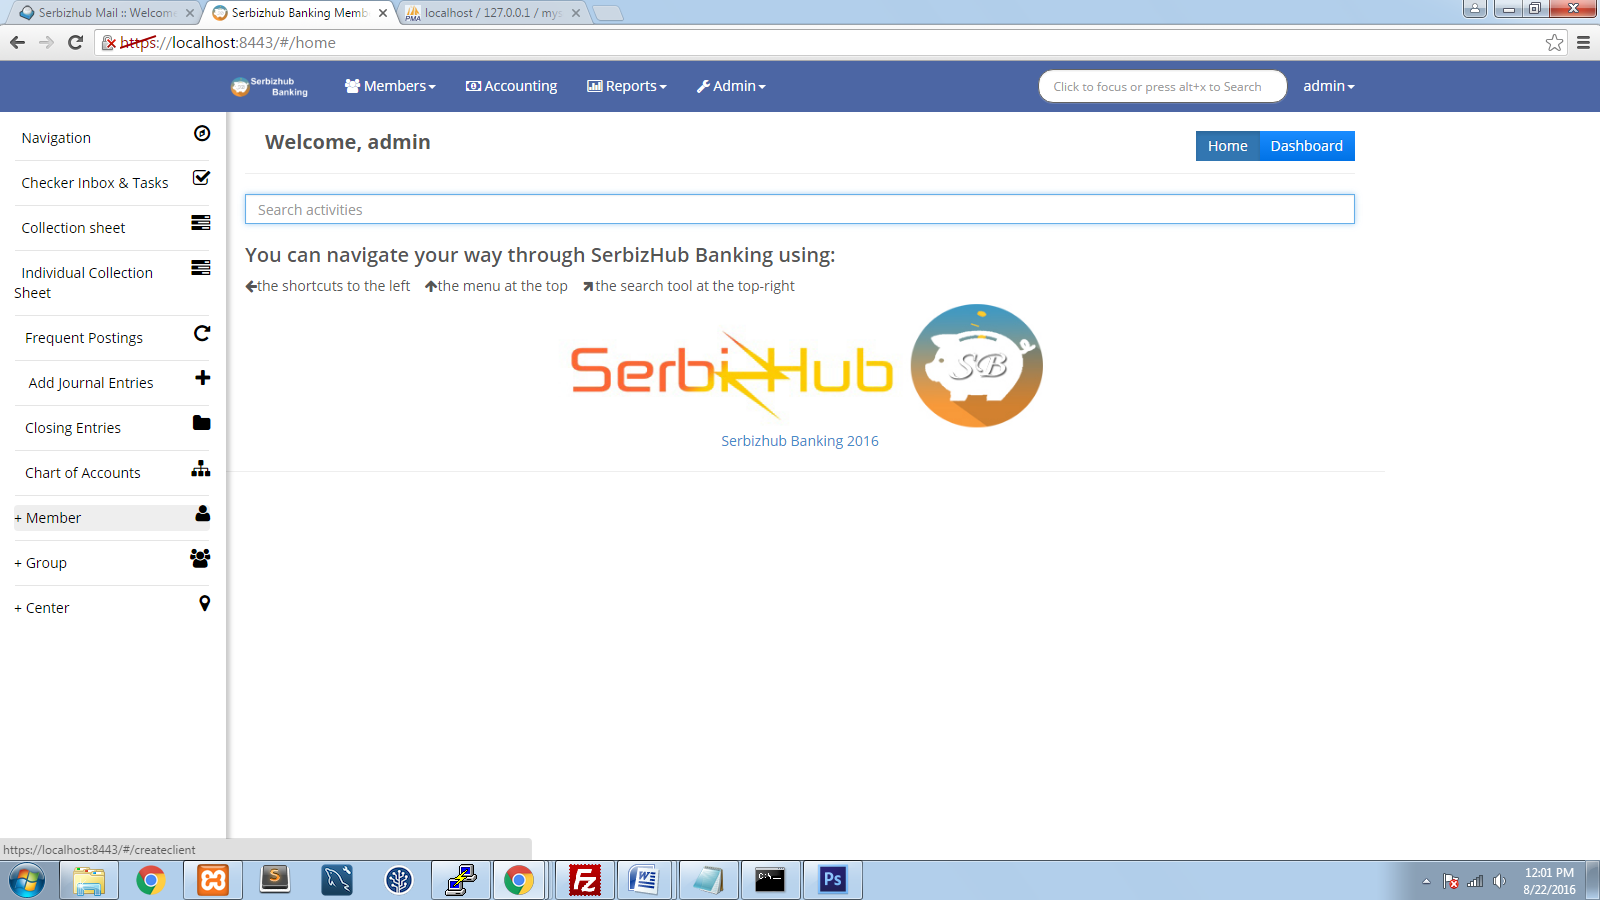 Serbizhub Mail :: Welcome
Serbizhub Banking Memb
localhost / 127.0.0.1 / mys
https://localhost:8443/#/home
Serbizhub
Banking
Members
Accounting
Reports
Admin
Click to focus or press alt+x to Search
admin
Navigation
Checker Inbox & Tasks
Collection sheet
Individual Collection
Sheet
Frequent Postings
Add Journal Entries
Closing Entries
Chart of Accounts
+ Member
+ Group
+ Center
Welcome, admin
Home
Dashboard
Search activities
You can navigate your way through SerbizHub Banking using:
the shortcuts to the left
the menu at the top
the search tool at the top-right
SerbizHub
SB
Serbizhub Banking 2016
https://localhost:8443/#/createclient
S
Fz
W
C:\.
Ps
12:01 PM
8/22/2016